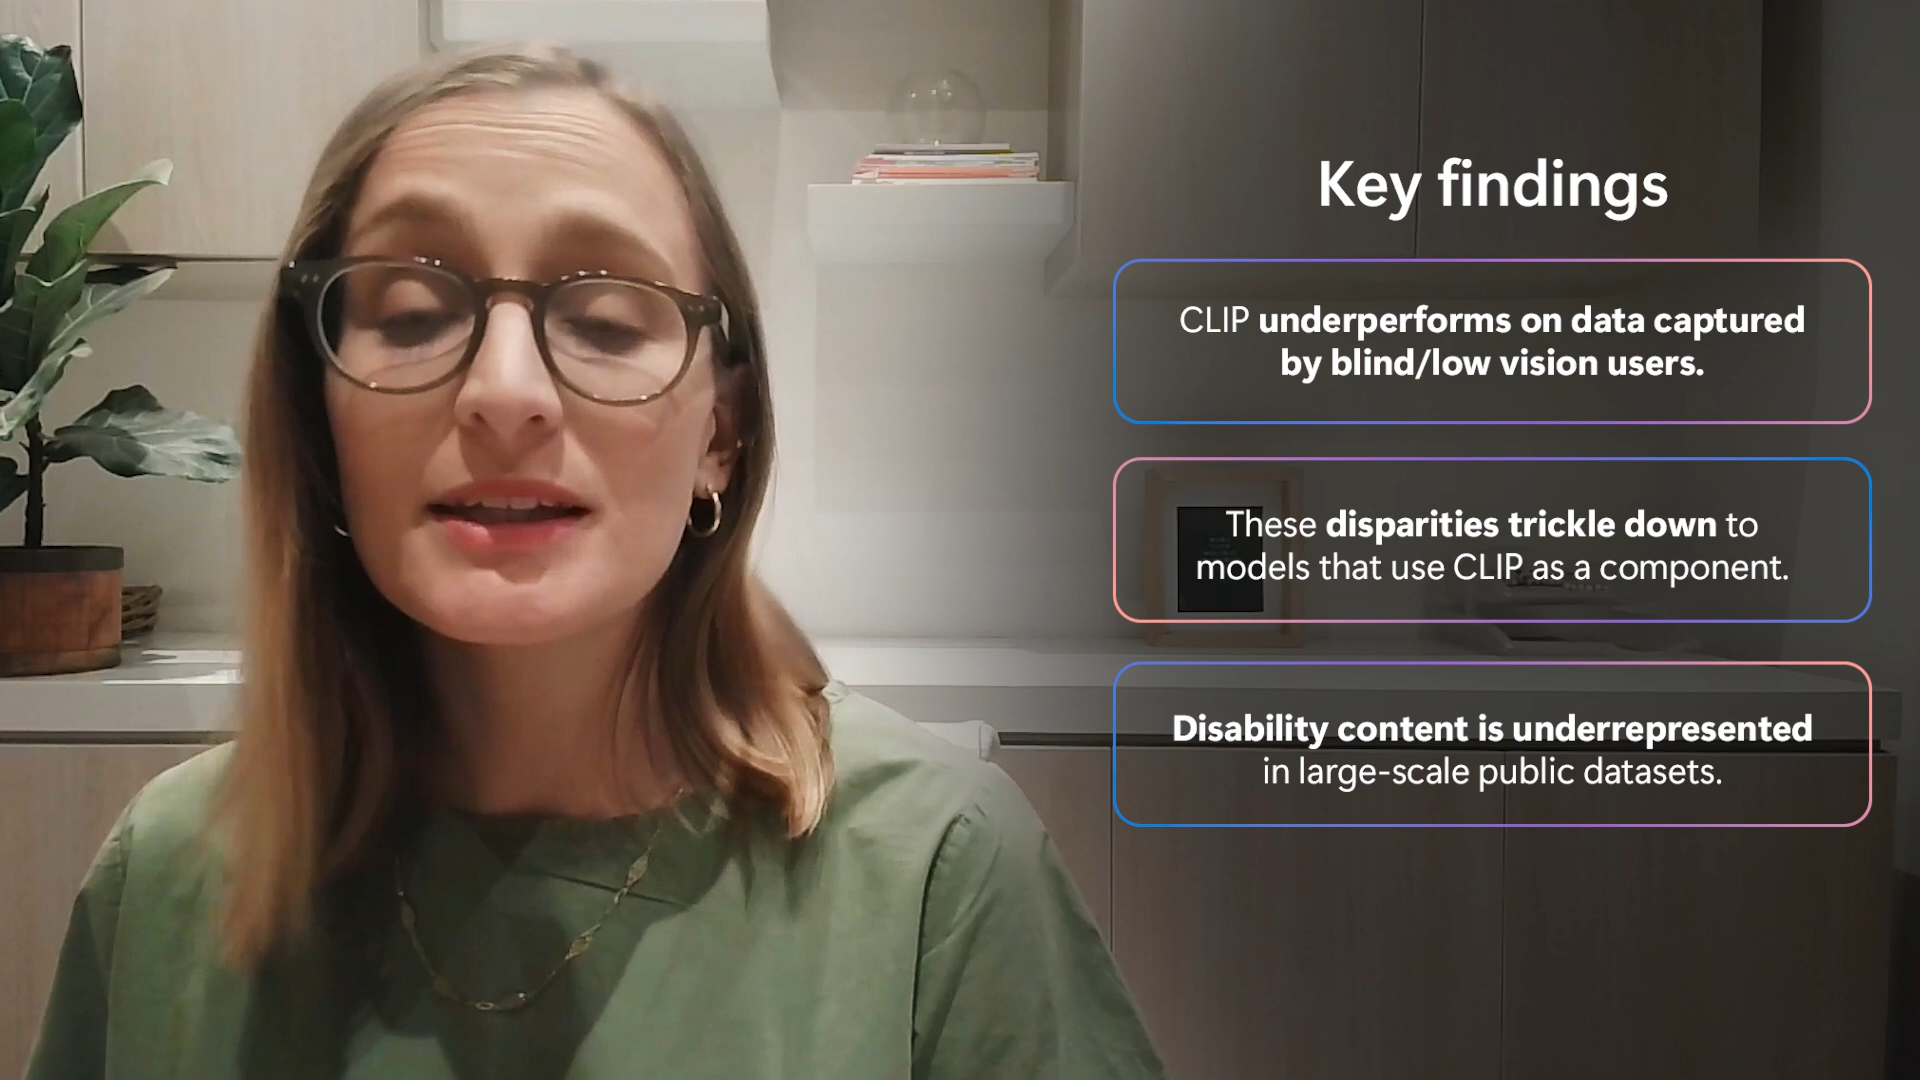 Key findings
CLIP underperforms on data captured
by blind/low vision users.
These disparities trickle down to
models that use CLIP as a component.
Disability content is underrepresented
in large-scale public datasets.